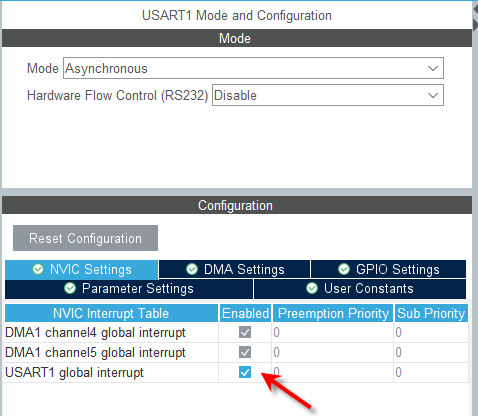 USART1 Mode and Configuration
Mode
Mode Asynchronous
Hardware Flow Control (RS232) Disable
Configuration
Reset Configuration
NVIC Settings DMA Settings GPIO Settings
Parameter Settings User Constants
NVIC Interrupt Table Enabled Preemption Priority Sub Priority
DMA1 channel4 global interrupt 0 0
DMA1 channel5 global interrupt 0 0
USART1 global interrupt 0 0